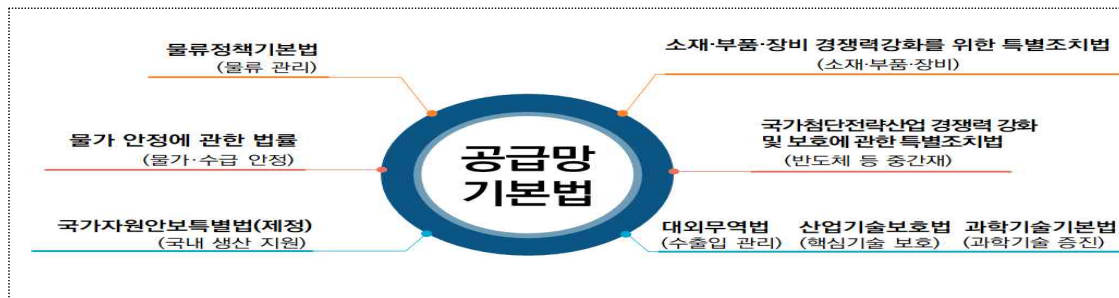 물류정책기본법
(물류 관리)
소재·부품·장비 경쟁력강화를 위한 특별조치법
(소재·부품·장비)
물가 안정에 관한 법률
(물가·수급 안정)
공급망
기본법
국가첨단전략산업 경쟁력 강화
및 보호에 관한 특별조치법
(반도체 등 중간재)
국가자원안보특별법(제정)
(국내 생산 지원)
대외무역법 산업기술보호법 과학기술기본법
(수출입 관리) (핵심기술 보호) (과학기술 증진)